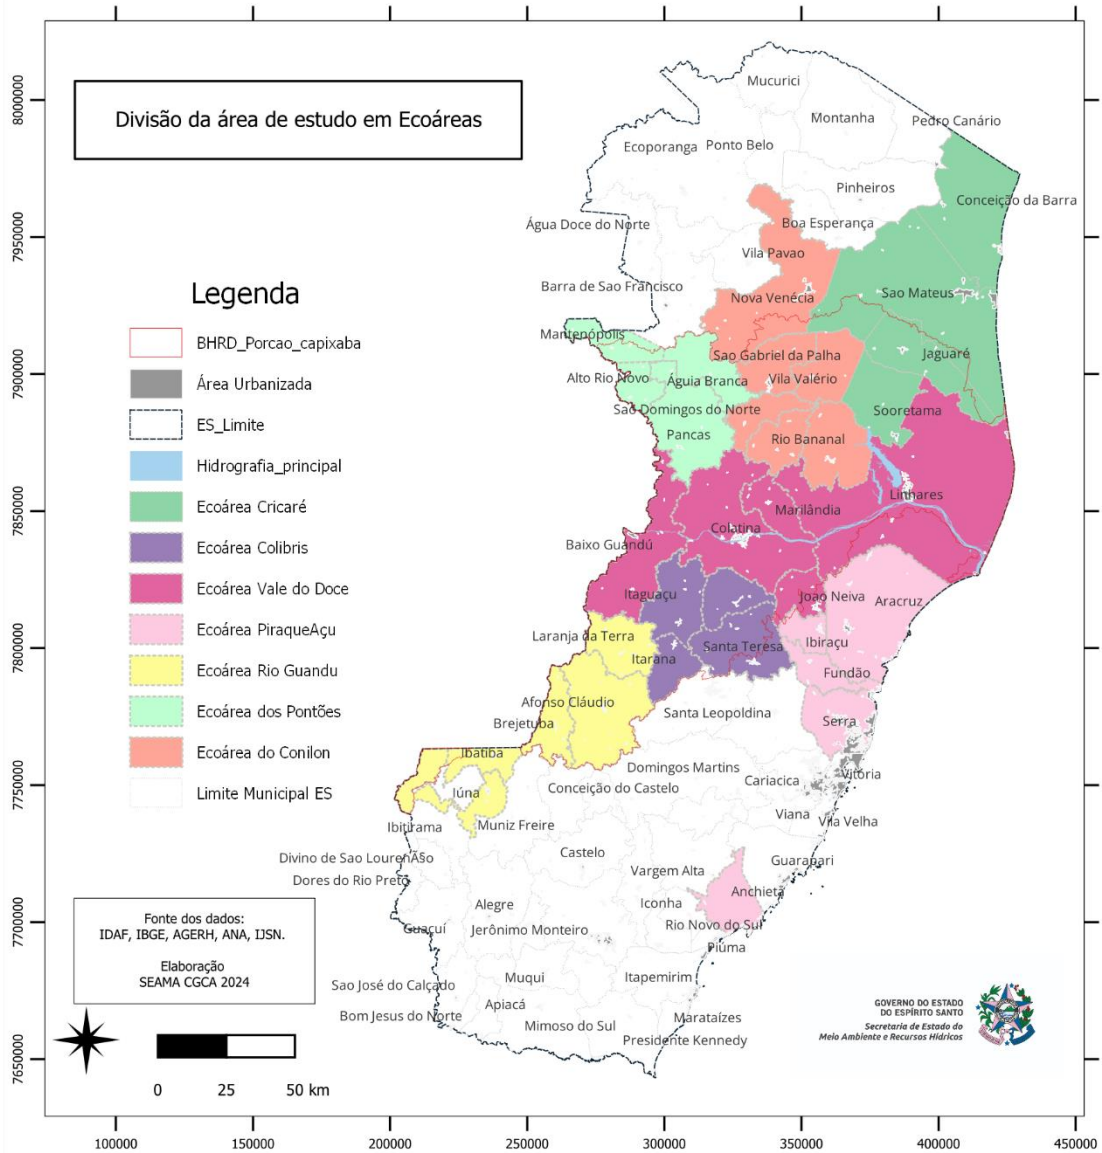 Divisão da área de estudo em Ecoáreas
Legenda
BHRD_Porcao_capixaba
Área Urbanizada
ES_Limite
Hidrografia_principal
Ecoárea Cricaré
Ecoárea Colibris
Ecoárea Vale do Doce
Ecoárea PiraqueAçu
Ecoárea Rio Guandu
Ecoárea dos Pontões
Ecoárea do Conilon
Limite Municipal ES
Mucurici
Montanha
Pedro Canário
Ecoporanga
Ponto Belo
Pinheiros
Conceição da Barra
Água Doce do Norte
Boa Esperança
Vila Pavao
Barra de Sao Francisco
Nova Venécia
Sao Mateus
Mantenópolis
Sao Gabriel da Palha
Jaguaré
Alto Rio Novo
Águia Branca
Vila Valério
Sao Domingos do Norte
Sooretama
Pancas
Rio Bananal
Linhares
Marilândia
Colatina
Baixo Guandú
Itaguaçu
Joao Neiva
Aracruz
Laranja da Terra
Itarana
Santa Teresa
Ibiraçu
Fundão
Afonso Cláudio
Brejetuba
Santa Leopoldina
Serra
Ibatiba
Domingos Martins
Cariacica
Vitória
Iúna
Conceição do Castelo
Viana
Vila Velha
Ibitirama
Muniz Freire
Divino de Sao LourenÃ§o
Castelo
Guarapari
Dores do Rio Preto
Vargem Alta
Anchieta
Alegre
Iconha
Guaçuí
Jerônimo Monteiro
Rio Novo do Sul
Piúma
Sao José do Calçado
Muqui
Itapemirim
Apiacá
Bom Jesus do Norte
Mimoso do Sul
Marataízes
Presidente Kennedy
Fonte dos dados:
IDAF, IBGE, AGERH, ANA, IJSN.
Elaboração
SEAMA CGCA 2024
0 25 50 km
GOVERNO DO ESTADO
DO ESPÍRITO SANTO
Secretaria de Estado do
Meio Ambiente e Recursos Hídricos
8000000
7950000
7900000
7850000
7800000
7750000
7700000
7650000
100000 150000 200000 250000 300000 350000 400000 450000